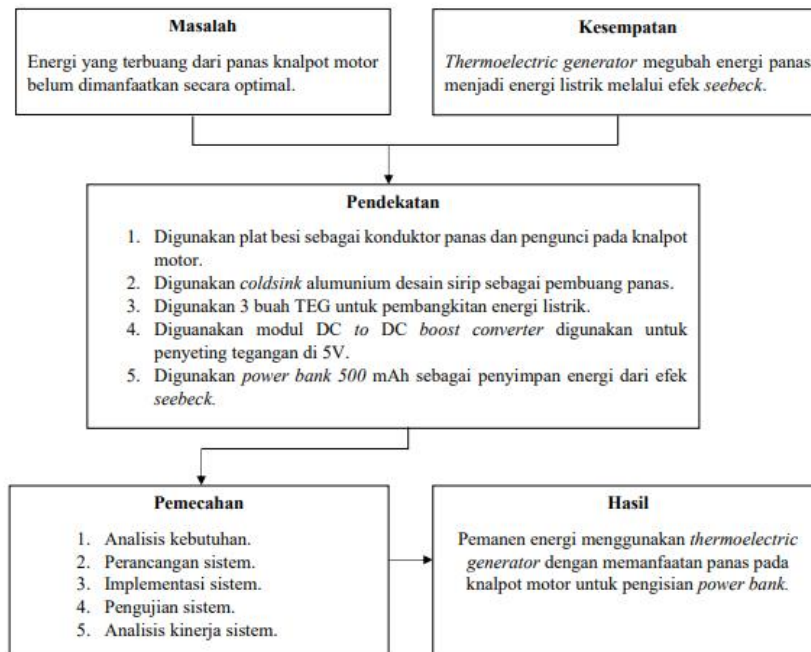 Masalah
Energi yang terbuang dari panas knalpot motor
belum dimanfaatkan secara optimal.
Kesempatan
Thermoelectric generator megubah energi panas
menjadi energi listrik melalui efek seebeck.
Pendekatan
1. Digunakan plat besi sebagai konduktor panas dan pengunci pada knalpot
motor.
2. Digunakan coldsink alumunium desain sirip sebagai pembuang panas.
3. Digunakan 3 buah TEG untuk pembangkitan energi listrik.
4. Diguanakan modul DC to DC boost converter digunakan untuk
penyeting tegangan di 5V.
5. Digunakan power bank 500 mAh sebagai penyimpan energi dari efek
seebeck.
Pemecahan
1. Analisis kebutuhan.
2. Perancangan sistem.
3. Implementasi sistem.
4. Pengujian sistem.
5. Analisis kinerja sistem.
Hasil
Pemanen energi menggunakan thermoelectric
generator dengan memanfaatan panas pada
knalpot motor untuk pengisian power bank.